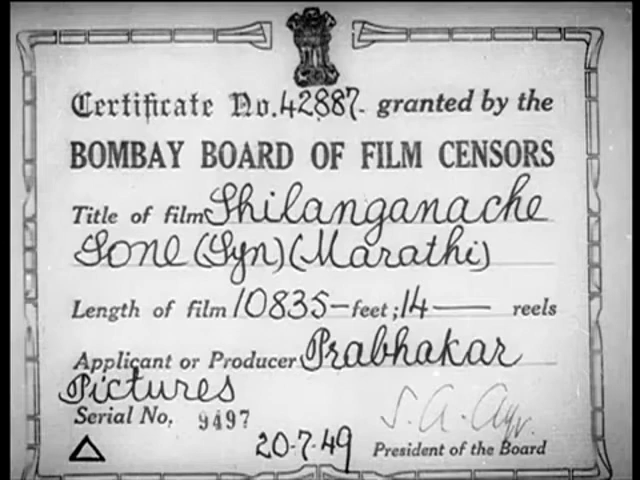 Certificate No. 42887. granted by the
BOMBAY BOARD OF FILM CENSORS
Title of film Shilanganache
Sone (Syn) (Marathi)
Length of film 10835 - feet; 14 — reels
Applicant or Producer Prabhakar
Pictures
Serial No. 9497
20-7-49
S. A. Aiyr.
President of the Board